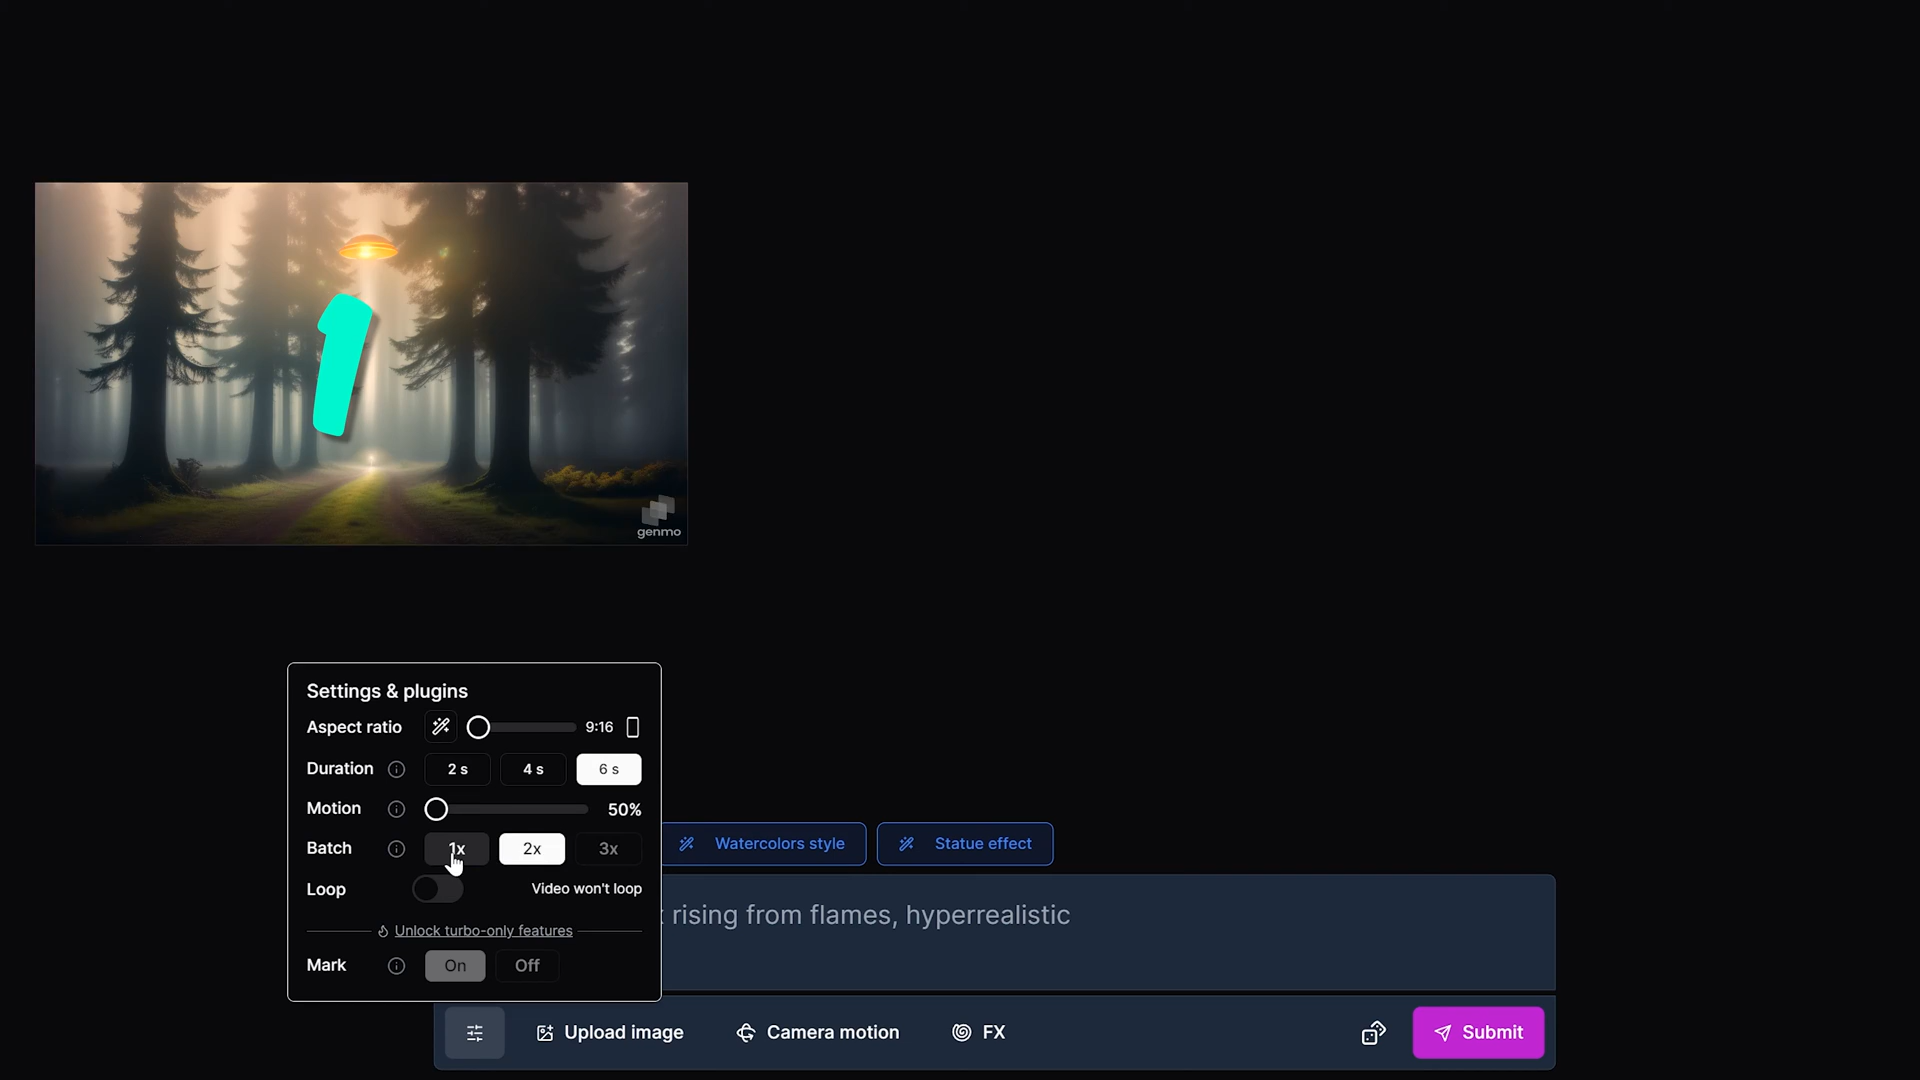 1
genmo
Settings & plugins
Aspect ratio 9:16
Duration 2 s 4 s 6 s
Motion 50%
Batch 1x 2x 3x
Loop Video won't loop
Unlock turbo-only features
Mark On Off
Watercolors style Statue effect
rising from flames, hyperrealistic
Upload image Camera motion FX Submit